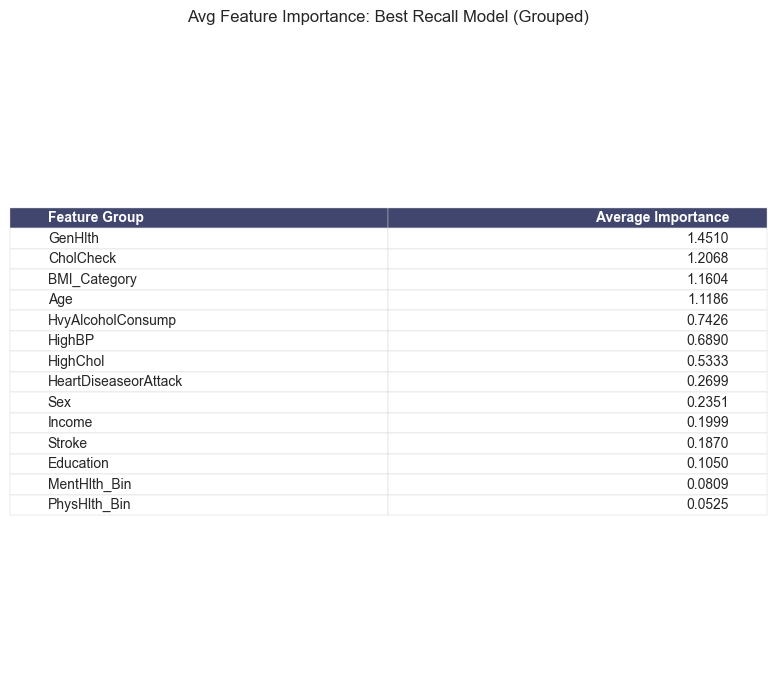 Avg Feature Importance: Best Recall Model (Grouped)
Feature Group Average Importance
GenHlth 1.4510
CholCheck 1.2068
BMI_Category 1.1604
Age 1.1186
HvyAlcoholConsump 0.7426
HighBP 0.6890
HighChol 0.5333
HeartDiseaseorAttack 0.2699
Sex 0.2351
Income 0.1999
Stroke 0.1870
Education 0.1050
MentHlth_Bin 0.0809
PhysHlth_Bin 0.0525